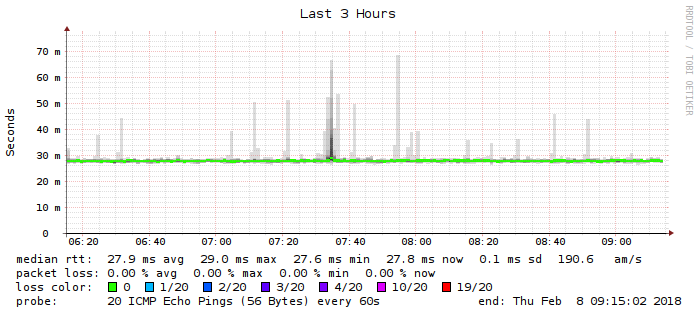 Last 3 Hours
RRDTOOL / TOBI OETIKER
Seconds
70 m
60 m
50 m
40 m
30 m
20 m
10 m
0
06:20 06:40 07:00 07:20 07:40 08:00 08:20 08:40 09:00
median rtt: 27.9 ms avg 29.0 ms max 27.6 ms min 27.8 ms now 0.1 ms sd 190.6 am/s
packet loss: 0.00 % avg 0.00 % max 0.00 % min 0.00 % now
loss color: 0 1/20 2/20 3/20 4/20 10/20 19/20
probe: 20 ICMP Echo Pings (56 Bytes) every 60s end: Thu Feb 8 09:15:02 2018